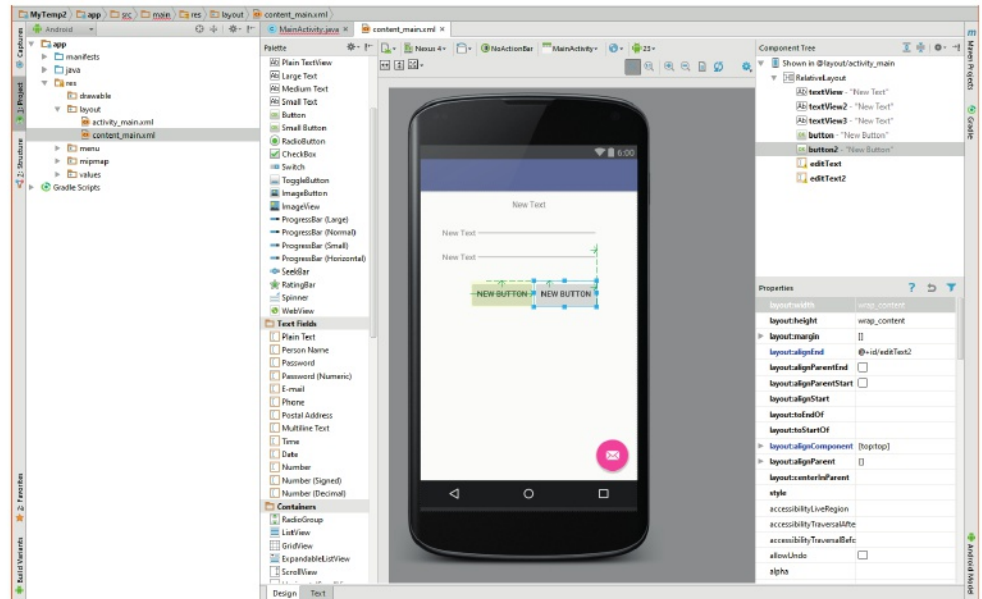 MyTemp2 app src main res layout content_main.xml
Android
MainActivity.java
content_main.xml
Captures
1: Project
2: Structure
2: Favorites
Build Variants
app
manifests
java
res
drawable
layout
activity_main.xml
content_main.xml
menu
mipmap
values
Gradle Scripts
Palette
Plain TextView
Large Text
Medium Text
Small Text
Button
Small Button
RadioButton
CheckBox
Switch
ToggleButton
ImageButton
ImageView
ProgressBar (Large)
ProgressBar (Normal)
ProgressBar (Small)
ProgressBar (Horizontal)
SeekBar
RatingBar
Spinner
WebView
Text Fields
Plain Text
Person Name
Password
Password (Numeric)
E-mail
Phone
Postal Address
Multiline Text
Time
Date
Number
Number (Signed)
Number (Decimal)
Containers
RadioGroup
ListView
GridView
ExpandableListView
ScrollView
Design Text
Nexus 4 NoActionBar MainActivity 23
6:00
New Text
New Text
New Text
NEW BUTTON NEW BUTTON
Component Tree
Shown in @layout/activity_main
RelativeLayout
textView - "New Text"
textView2 - "New Text"
textView3 - "New Text"
button - "New Button"
button2 - "New Button"
editText
editText2
Properties ?
layout:width wrap_content
layout:height wrap_content
layout:margin []
layout:alignEnd @+id/editText2
layout:alignParentEnd
layout:alignParentStart
layout:alignStart
layout:toEndOf
layout:toStartOf
layout:alignComponent [top:top]
layout:alignParent []
layout:centerInParent
style
accessibilityLiveRegion
accessibilityTraversalAfte
accessibilityTraversalBefc
allowUndo
alpha
m
Maven Projects
Gradle
Android Model